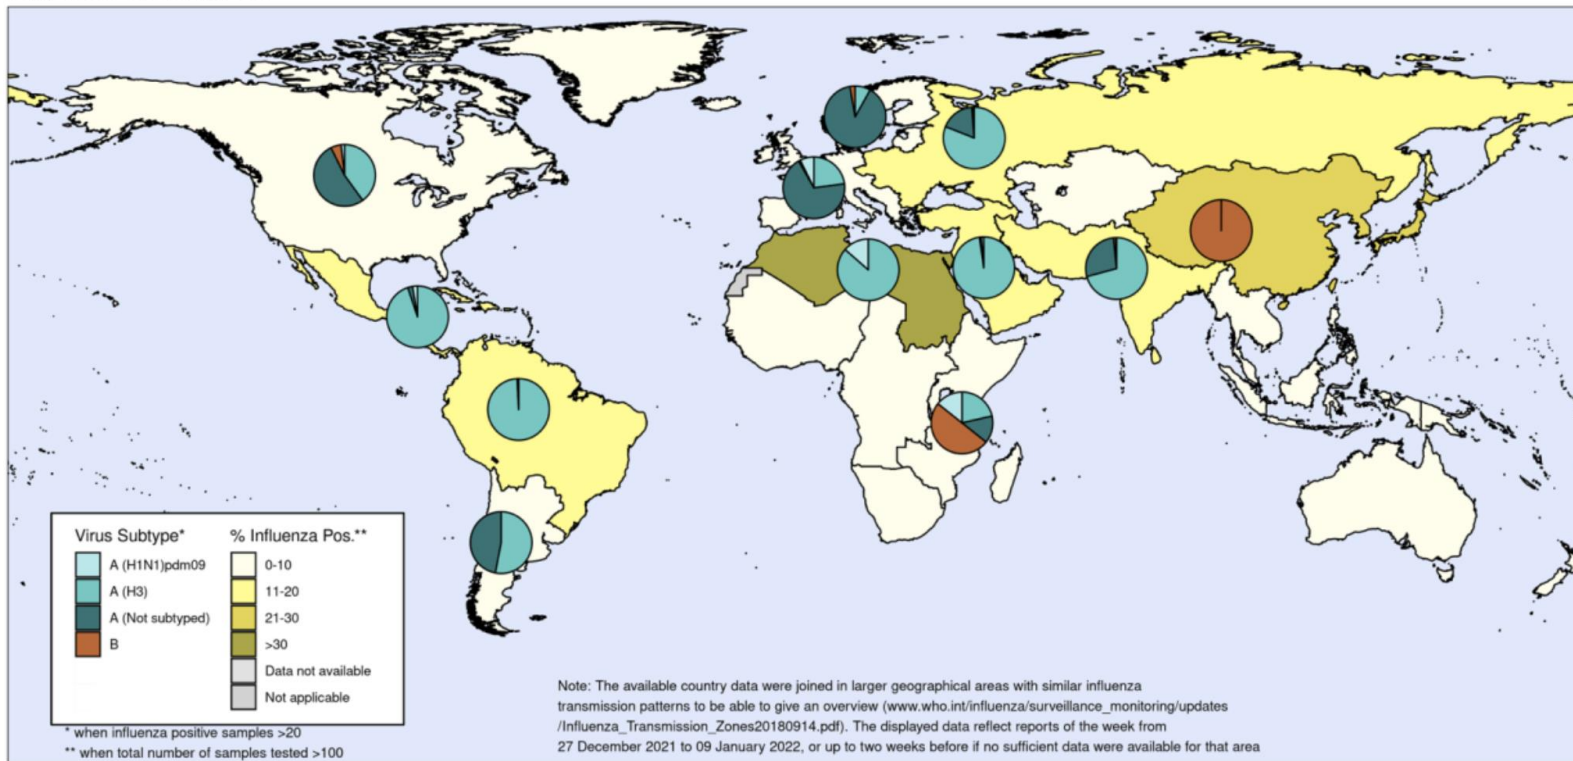 Virus Subtype*
A (H1N1)pdm09
A (H3)
A (Not subtyped)
B
% Influenza Pos.**
0-10
11-20
21-30
>30
Data not available
Not applicable
* when influenza positive samples >20
** when total number of samples tested >100
Note: The available country data were joined in larger geographical areas with similar influenza
transmission patterns to be able to give an overview (www.who.int/influenza/surveillance_monitoring/updates
/Influenza_Transmission_Zones20180914.pdf). The displayed data reflect reports of the week from
27 December 2021 to 09 January 2022, or up to two weeks before if no sufficient data were available for that area